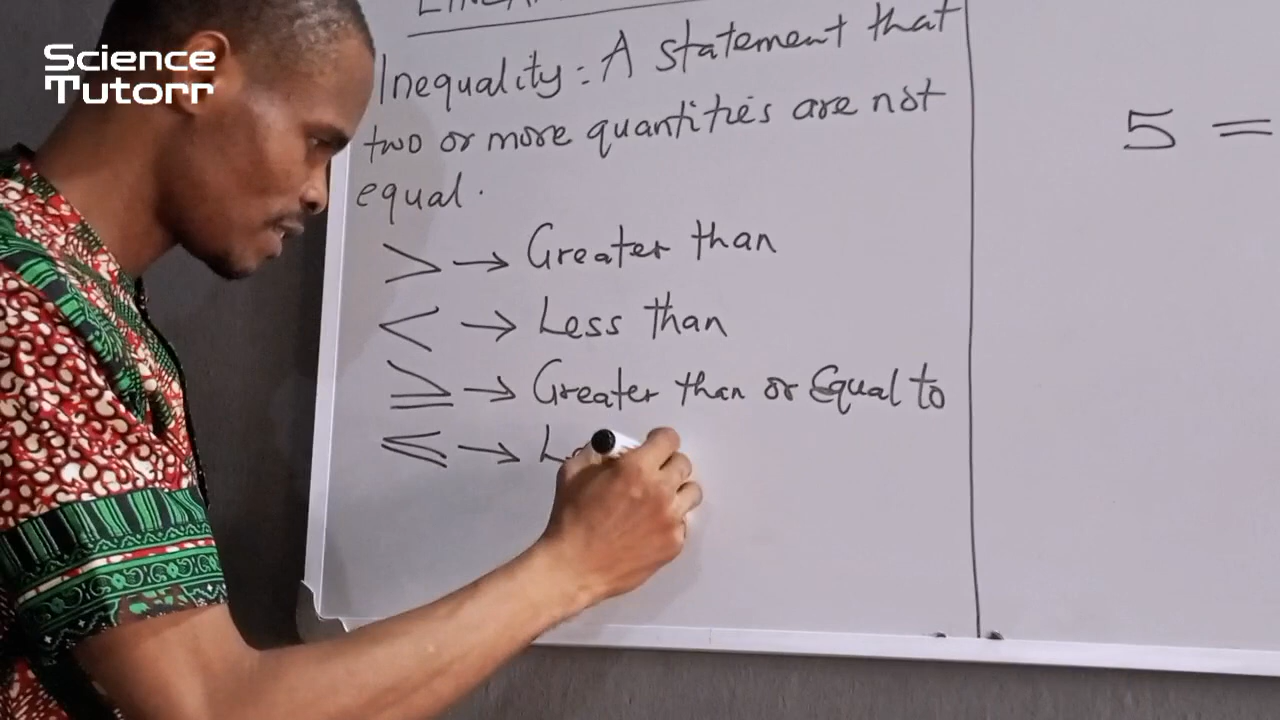 Science
Tutorr
Inequality: A statement that
two or more quantities are not
equal.
> → Greater than
< → Less than
≥ → Greater than or Equal to
≤ →
5 =